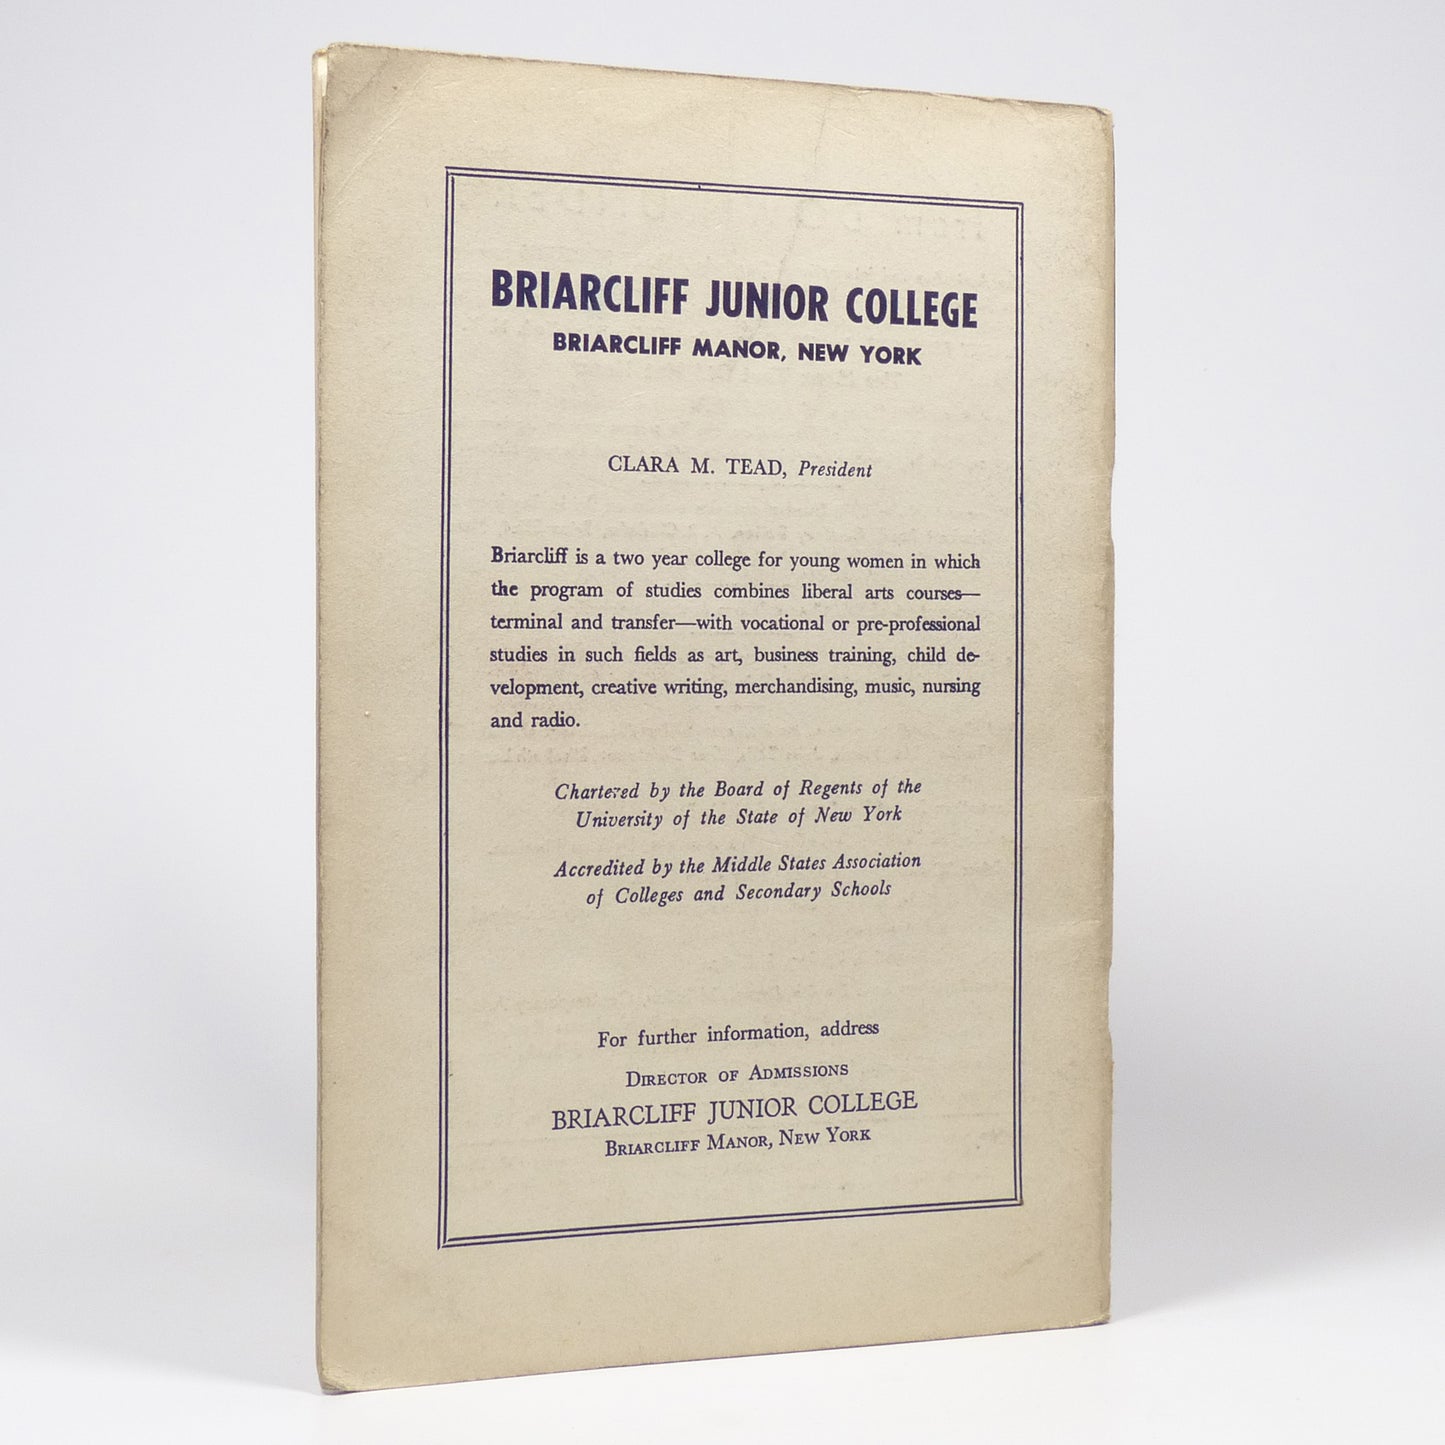 BRIARCLIFF JUNIOR COLLEGE
BRIARCLIFF MANOR, NEW YORK
CLARA M. TEAD, President
Briarcliff is a two year college for young women in which
the program of studies combines liberal arts courses—
terminal and transfer—with vocational or pre-professional
studies in such fields as art, business training, child de-
velopment, creative writing, merchandising, music, nursing
and radio.
Chartered by the Board of Regents of the
University of the State of New York
Accredited by the Middle States Association
of Colleges and Secondary Schools
For further information, address
DIRECTOR OF ADMISSIONS
BRIARCLIFF JUNIOR COLLEGE
BRIARCLIFF MANOR, NEW YORK